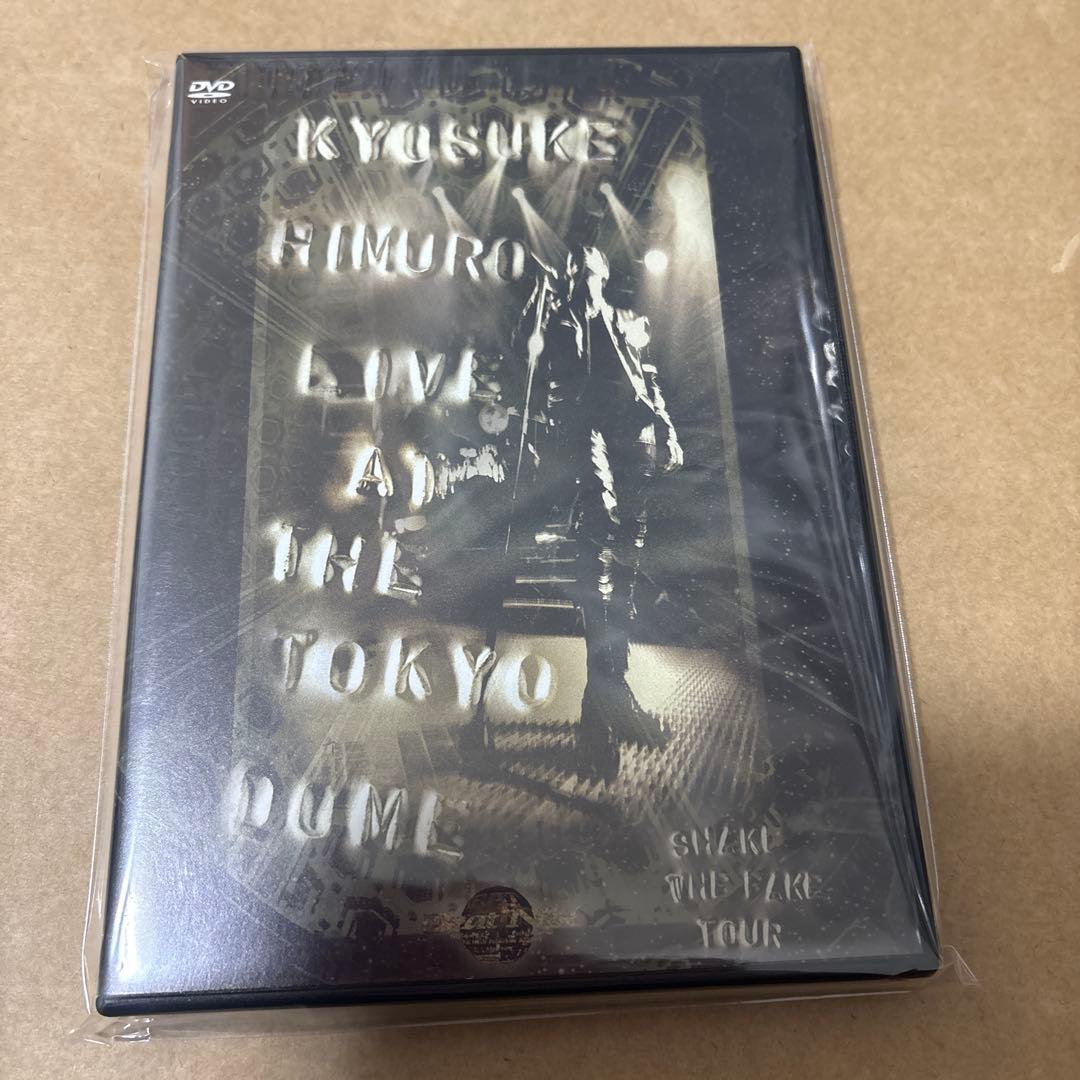 DVD
VIDEO
KYOSUKE
HIMURO
LIVE
AT
THE
TOKYO
DOME
SHAKE
THE FAKE
TOUR